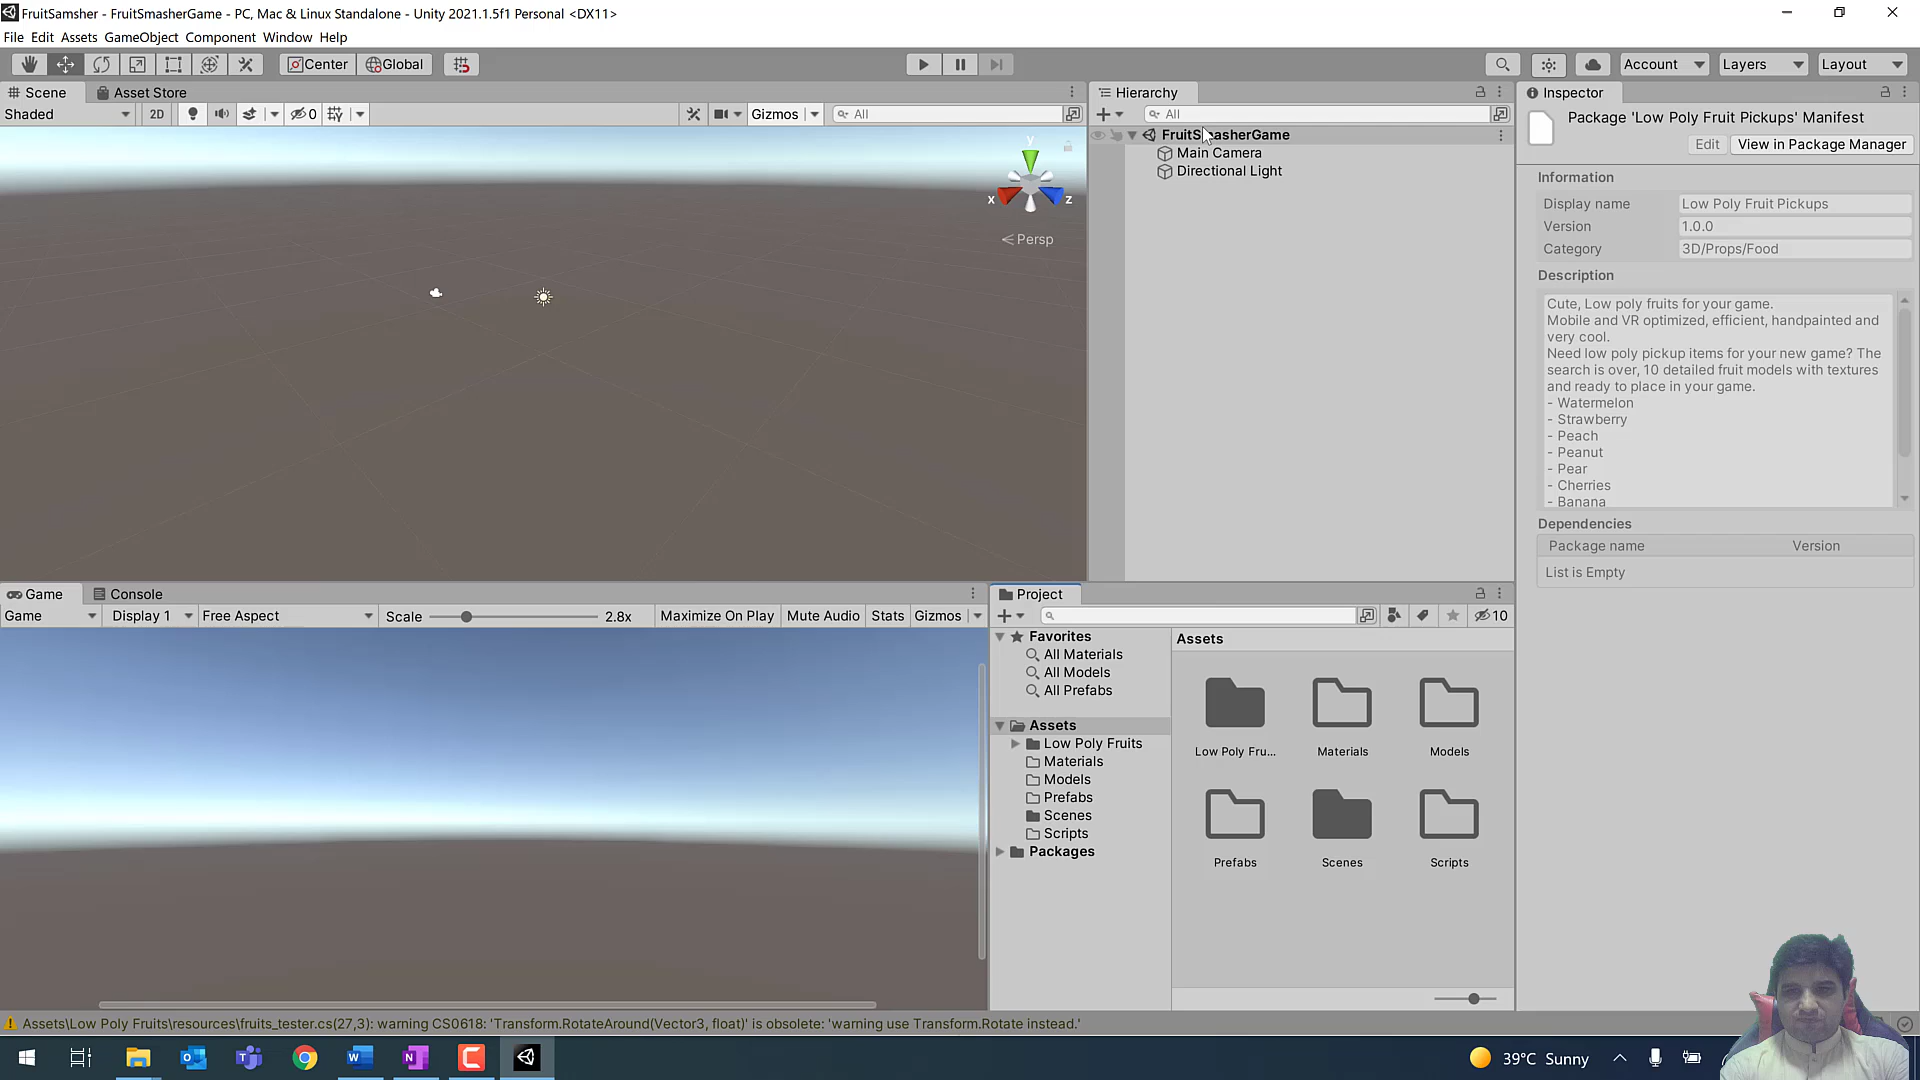 FruitSamsher - FruitSmasherGame - PC, Mac & Linux Standalone - Unity 2021.1.5f1 Personal <DX11>
File Edit Assets GameObject Component Window Help
Center Global Account Layers Layout
Scene Asset Store
Shaded 2D 0 Gizmos All
y
x z
Persp
Hierarchy
All
FruitSmasherGame
Main Camera
Directional Light
Inspector
Package 'Low Poly Fruit Pickups' Manifest
Edit View in Package Manager
Information
Display name Low Poly Fruit Pickups
Version 1.0.0
Category 3D/Props/Food
Description
Cute, Low poly fruits for your game.
Mobile and VR optimized, efficient, handpainted and
very cool.
Need low poly pickup items for your new game? The
search is over, 10 detailed fruit models with textures
and ready to place in your game.
- Watermelon
- Strawberry
- Peach
- Peanut
- Pear
- Cherries
- Banana
Dependencies
Package name Version
List is Empty
Game Console
Game Display 1 Free Aspect Scale 2.8x Maximize On Play Mute Audio Stats Gizmos
Project
10
Favorites
All Materials
All Models
All Prefabs
Assets
Low Poly Fruits
Materials
Models
Prefabs
Scenes
Scripts
Packages
Assets
Low Poly Fru... Materials Models
Prefabs Scenes Scripts
Assets\Low Poly Fruits\resources\fruits_tester.cs(27,3): warning CS0618: 'Transform.RotateAround(Vector3, float)' is obsolete: 'warning use Transform.Rotate instead.'
39°C Sunny